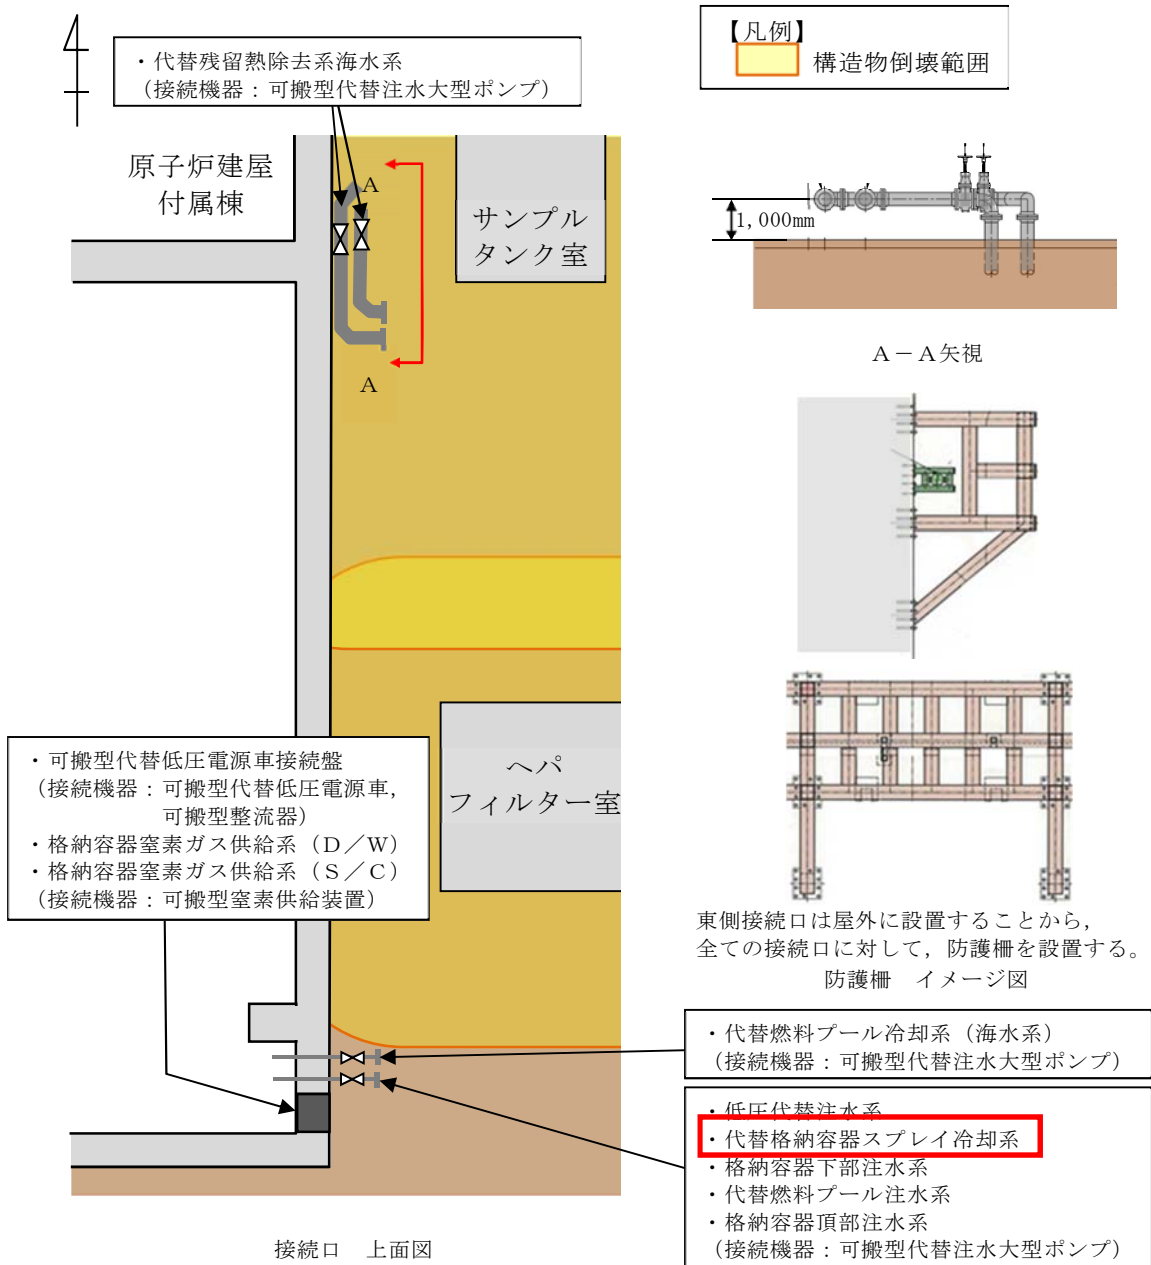 【凡例】
構造物倒壊範囲
・代替残留熱除去系海水系
(接続機器:可搬型代替注水大型ポンプ)
原子炉建屋
付属棟
A
サンプル
タンク室
A
1,000mm
A-A矢視
・可搬型代替低圧電源車接続盤
(接続機器:可搬型代替低圧電源車,
可搬型整流器)
・格納容器窒素ガス供給系(D/W)
・格納容器窒素ガス供給系(S/C)
(接続機器:可搬型窒素供給装置)
ヘパ
フィルター室
東側接続口は屋外に設置することから,
全ての接続口に対して,防護柵を設置する。
防護柵 イメージ図
・代替燃料プール冷却系(海水系)
(接続機器:可搬型代替注水大型ポンプ)
・低圧代替注水系
・代替格納容器スプレイ冷却系
・格納容器下部注水系
・代替燃料プール注水系
・格納容器頂部注水系
(接続機器:可搬型代替注水大型ポンプ)
接続口 上面図